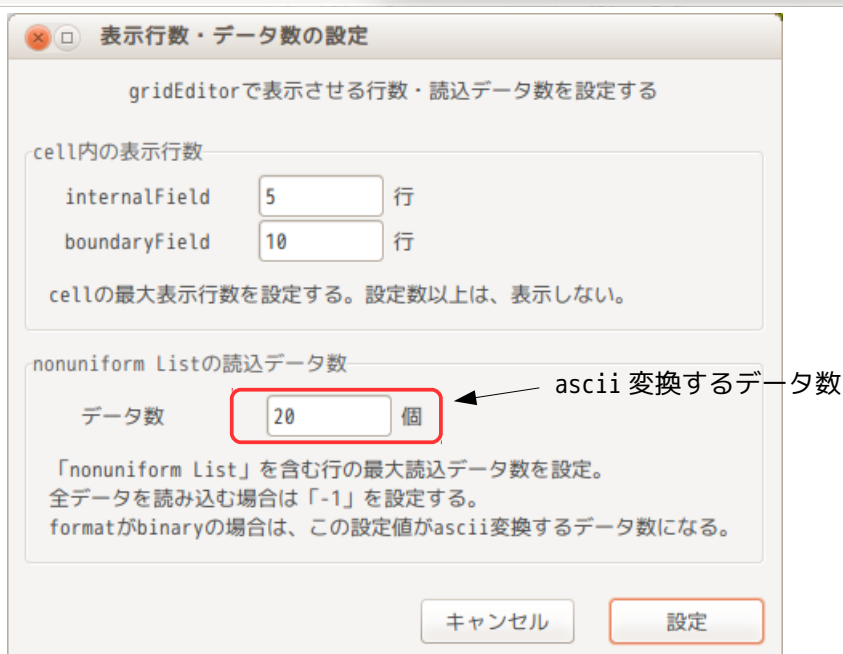 表示行数・データ数の設定
gridEditorで表示させる行数・読込データ数を設定する
cell内の表示行数
internalField 5 行
boundaryField 10 行
cellの最大表示行数を設定する。設定数以上は、表示しない。
nonuniform Listの読込データ数
ascii 変換するデータ数
データ数 20 個
「nonuniform List」を含む行の最大読込データ数を設定。
全データを読み込む場合は「-1」を設定する。
formatがbinaryの場合は、この設定値がascii変換するデータ数になる。
キャンセル 設定